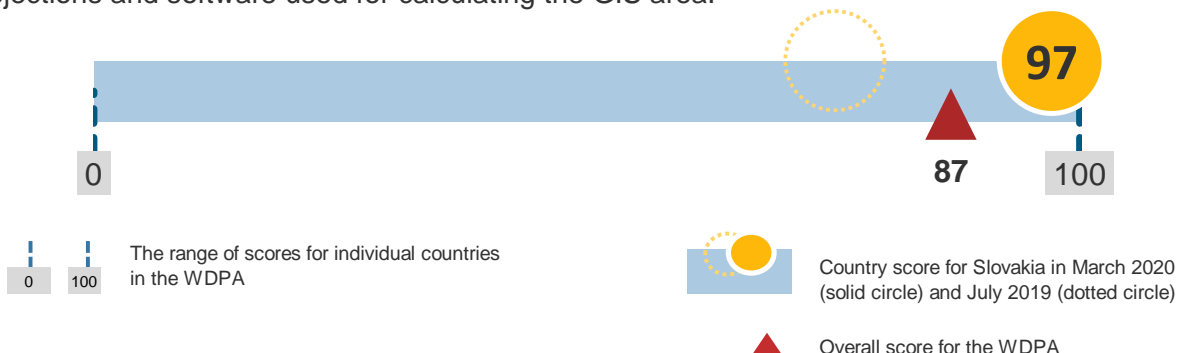 software used for calculating the GIS area.
97
0
87
100
0
100
The range of scores for individual countries
in the WDPA
Country score for Slovakia in March 2020
(solid circle) and July 2019 (dotted circle)
Overall score for the WDPA